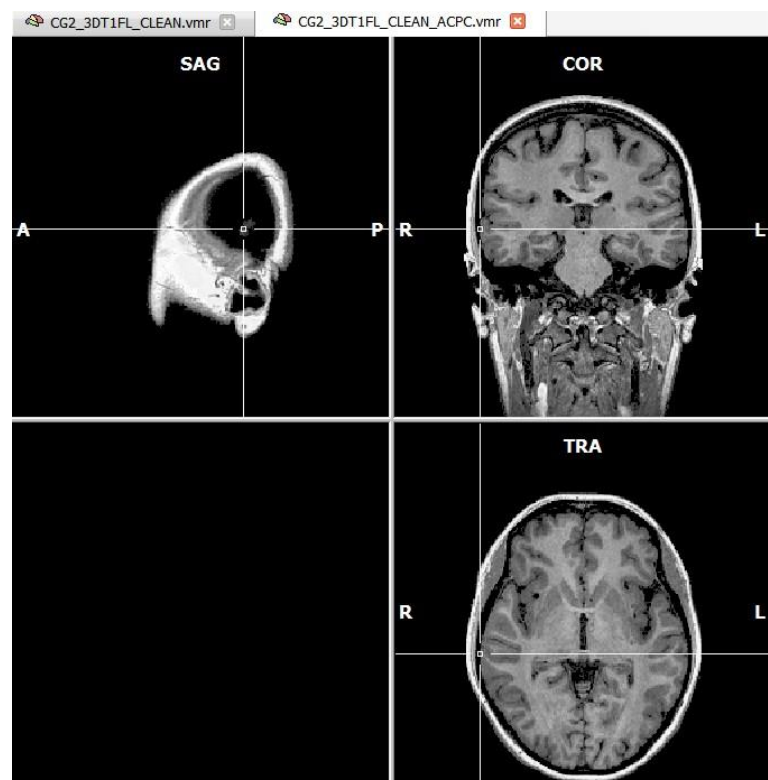 CG2_3DT1FL_CLEAN.vmr CG2_3DT1FL_CLEAN_ACPC.vmr
SAG COR
A P R L
TRA
R L